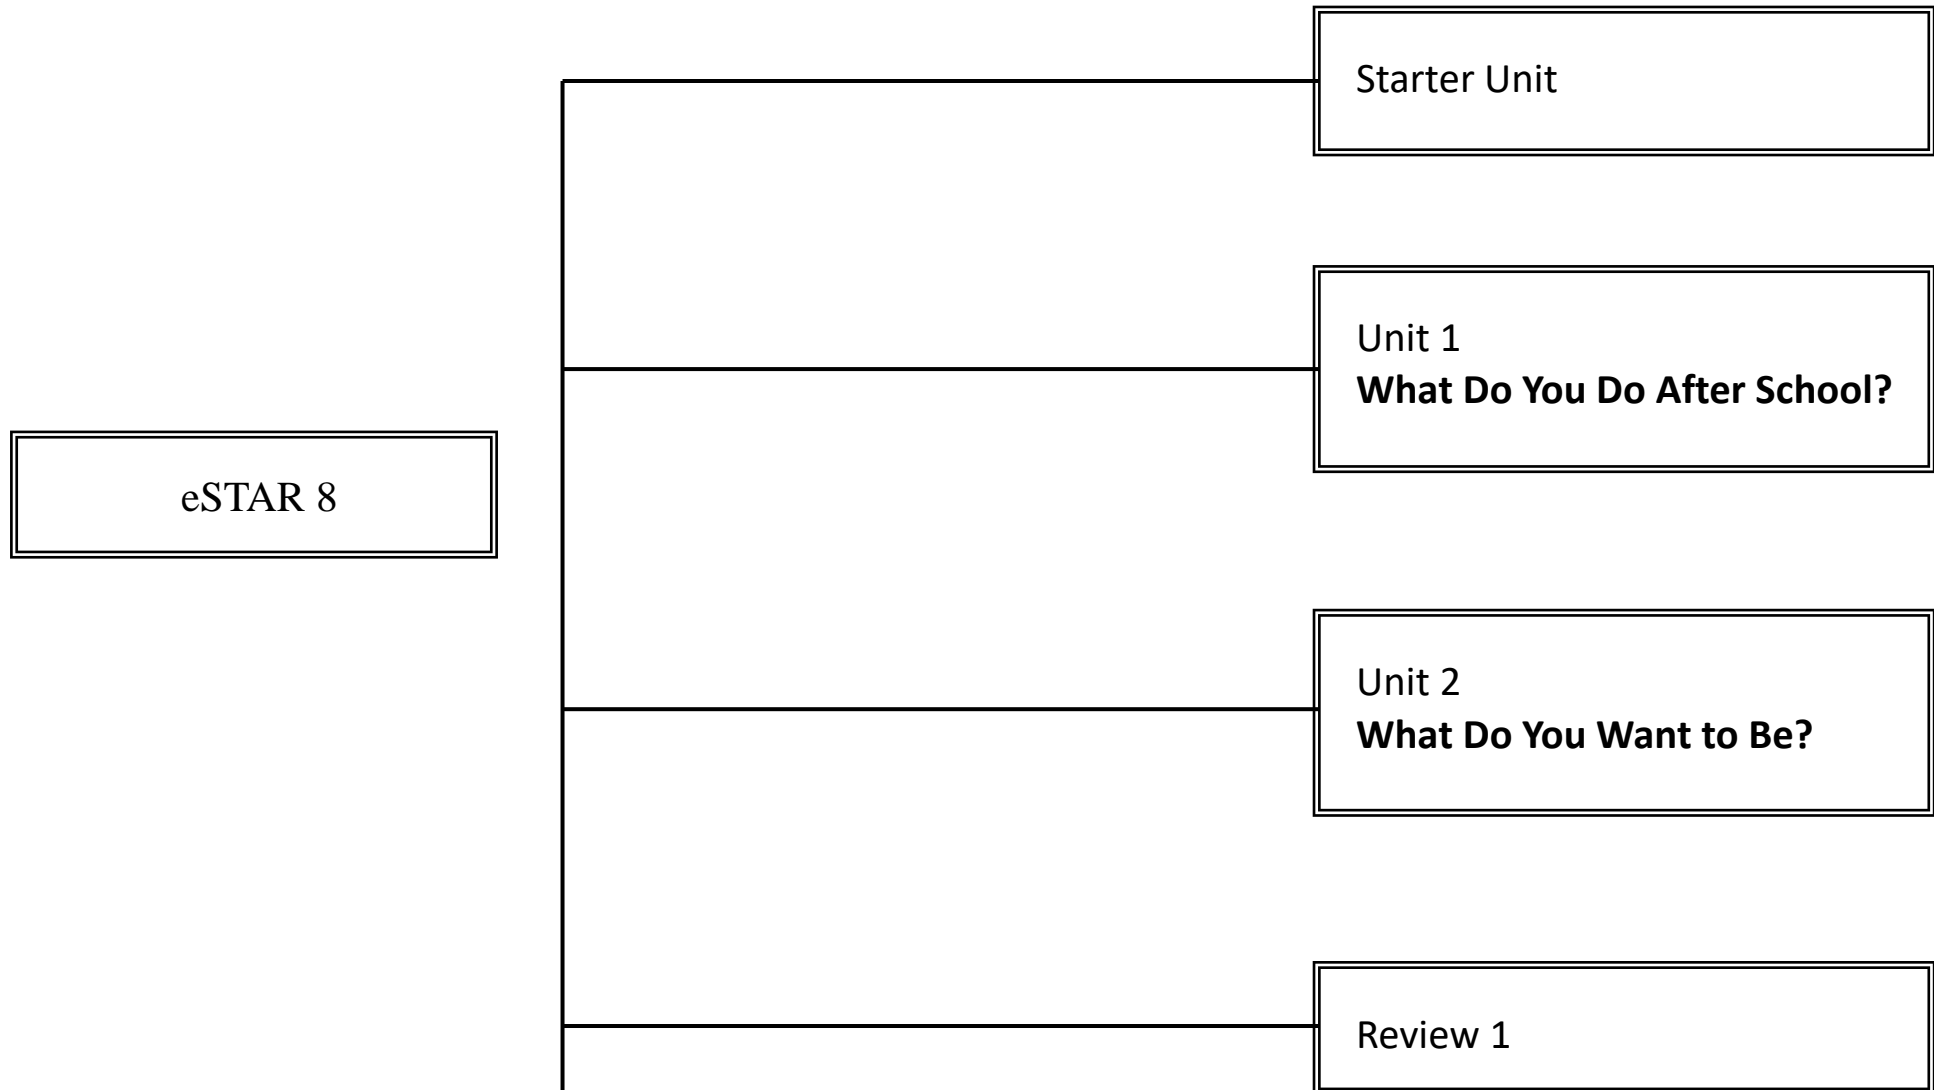 Starter Unit
Unit 1
What Do You Do After School?
eSTAR 8
Unit 2
What Do You Want to Be?
Review 1